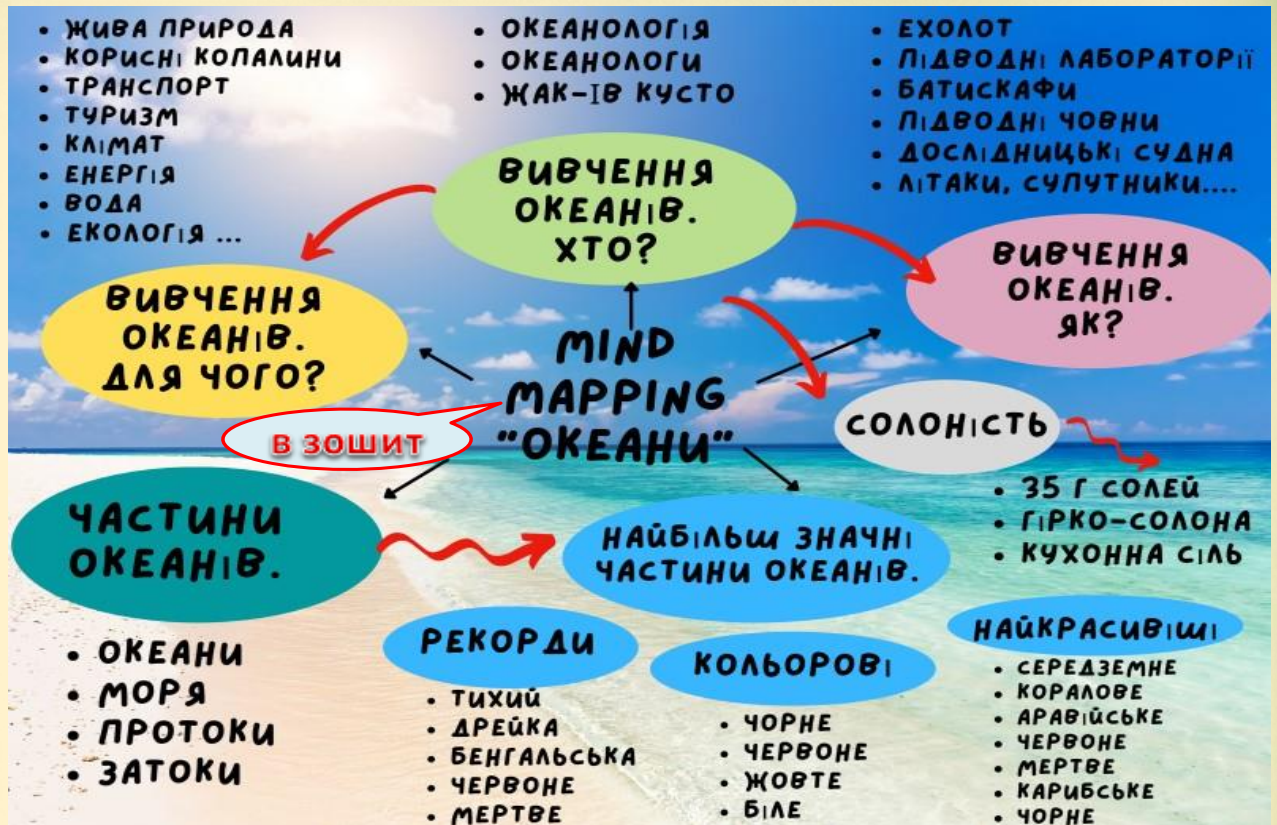 • ЖИВА ПРИРОДА
• КОРИСНІ КОПАЛИНИ
• ТРАНСПОРТ
• ТУРИЗМ
• КЛІМАТ
• ЕНЕРГІЯ
• ВОДА
• ЕКОЛОГІЯ ...
• ОКЕАНОЛОГІЯ
• ОКЕАНОЛОГИ
• ЖАК-ІВ КУСТО
• ЕХОЛОТ
• ПІДВОДНІ ЛАБОРАТОРІЇ
• БАТИСКАФИ
• ПІДВОДНІ ЧОВНИ
• ДОСЛІДНИЦЬКІ СУДНА
• ЛІТАКИ, СУПУТНИКИ....
ВИВЧЕННЯ
ОКЕАНІВ.
ХТО?
ВИВЧЕННЯ
ОКЕАНІВ.
ДЛЯ ЧОГО?
ВИВЧЕННЯ
ОКЕАНІВ.
ЯК?
MIND
MAPPING
"ОКЕАНИ"
В ЗОШИТ
СОЛОНІСТЬ
• 35 Г СОЛЕЙ
• ГІРКО-СОЛОНА
• КУХОННА СІЛЬ
ЧАСТИНИ
ОКЕАНІВ.
• ОКЕАНИ
• МОРЯ
• ПРОТОКИ
• ЗАТОКИ
НАЙБІЛЬШ ЗНАЧНІ
ЧАСТИНИ ОКЕАНІВ.
РЕКОРДИ
• ТИХИЙ
• ДРЕЙКА
• БЕНГАЛЬСЬКА
• ЧЕРВОНЕ
• МЕРТВЕ
КОЛЬОРОВІ
• ЧОРНЕ
• ЧЕРВОНЕ
• ЖОВТЕ
• БІЛЕ
НАЙКРАСИВІШІ
• СЕРЕДЗЕМНЕ
• КОРАЛОВЕ
• АРАВІЙСЬКЕ
• ЧЕРВОНЕ
• МЕРТВЕ
• КАРИБСЬКЕ
• ЧОРНЕ